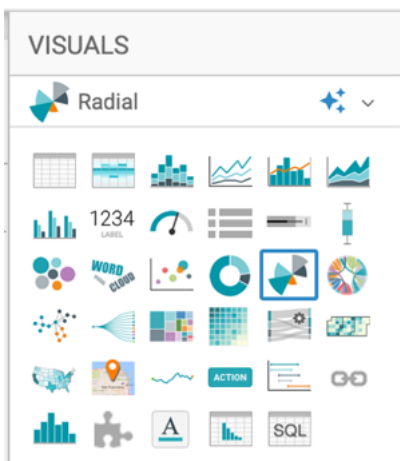 VISUALS
Radial
1234
LABEL
WORD
CLOUD
ACTION
A
SQL